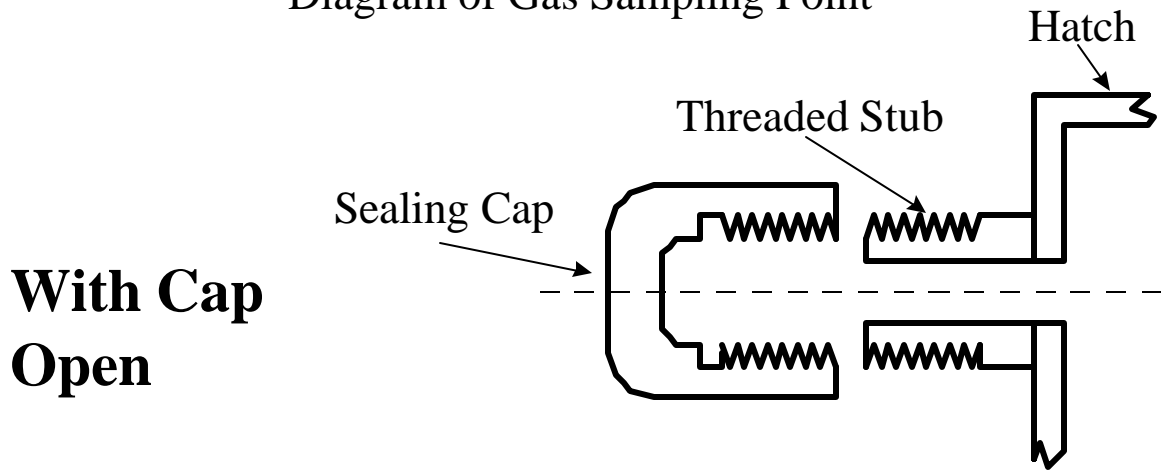 Diagram of Gas Sampling Point
Hatch
Threaded Stub
Sealing Cap
With Cap
Open